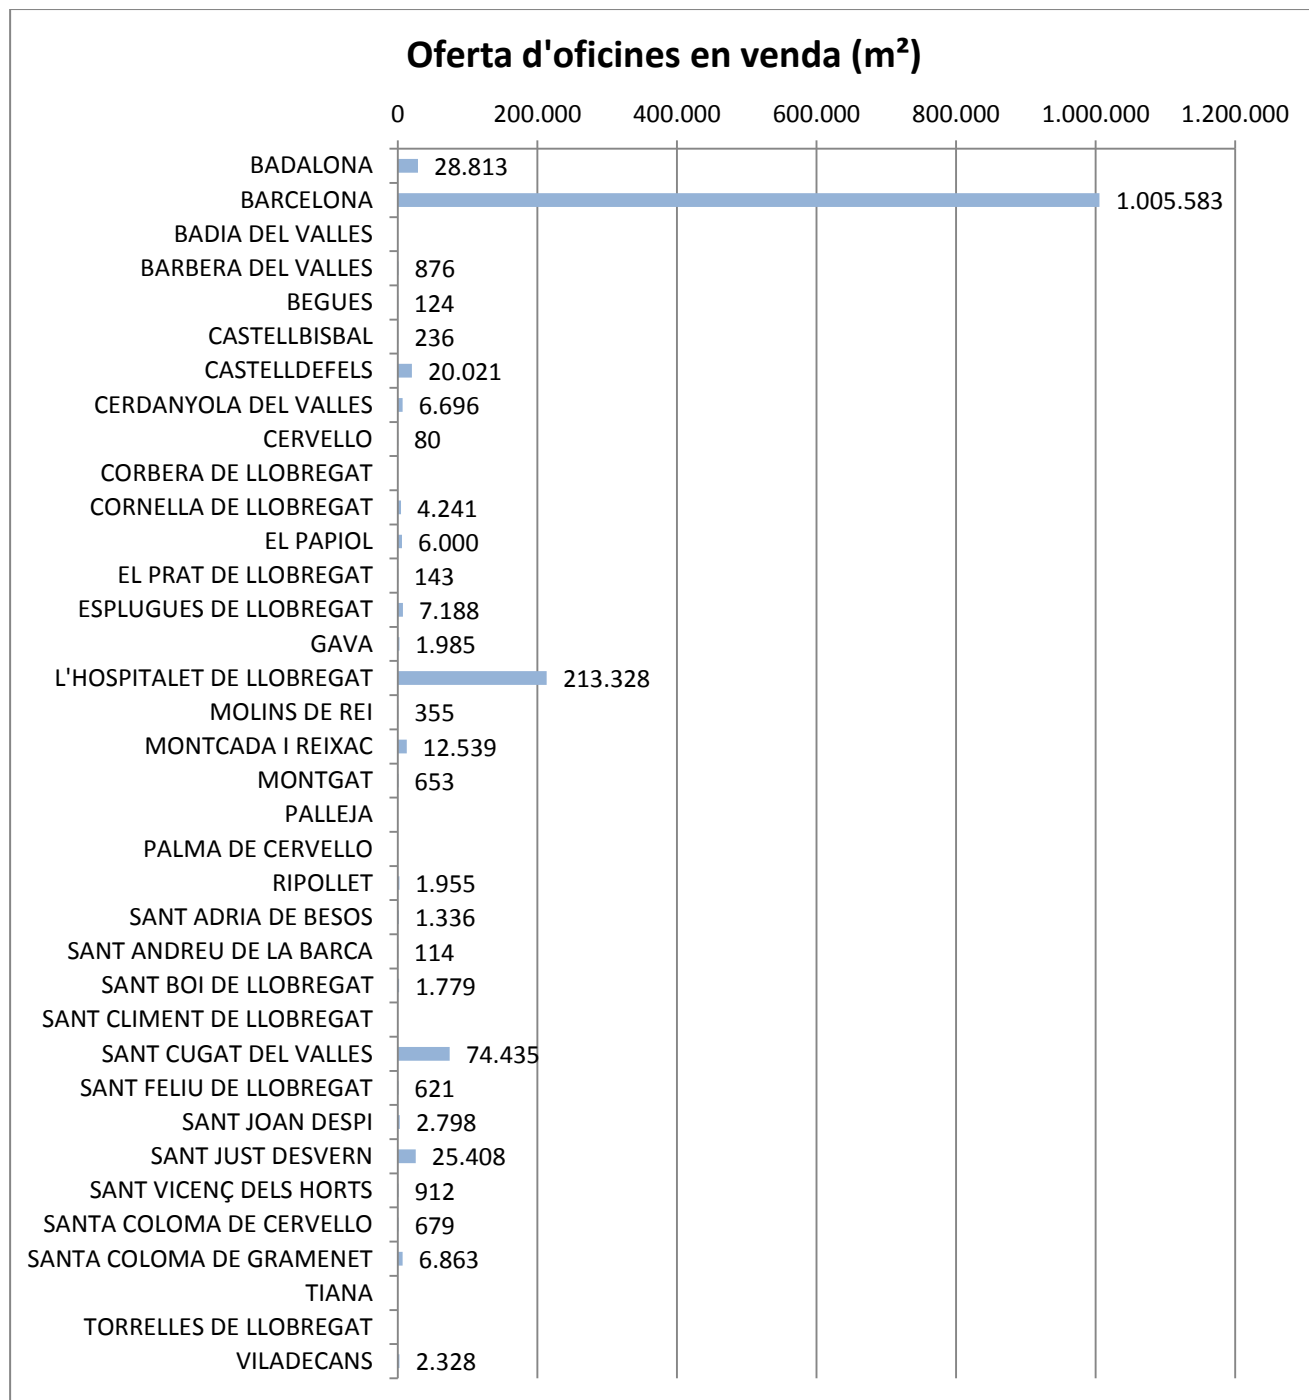 Oferta d'oficines en venda (m²)
0 200.000 400.000 600.000 800.000 1.000.000 1.200.000
BADALONA 28.813
BARCELONA 1.005.583
BADIA DEL VALLES
BARBERA DEL VALLES 876
BEGUES 124
CASTELLBISBAL 236
CASTELLDEFELS 20.021
CERDANYOLA DEL VALLES 6.696
CERVELLO 80
CORBERA DE LLOBREGAT
CORNELLA DE LLOBREGAT 4.241
EL PAPIOL 6.000
EL PRAT DE LLOBREGAT 143
ESPLUGUES DE LLOBREGAT 7.188
GAVA 1.985
L'HOSPITALET DE LLOBREGAT 213.328
MOLINS DE REI 355
MONTCADA I REIXAC 12.539
MONTGAT 653
PALLEJA
PALMA DE CERVELLO
RIPOLLET 1.955
SANT ADRIA DE BESOS 1.336
SANT ANDREU DE LA BARCA 114
SANT BOI DE LLOBREGAT 1.779
SANT CLIMENT DE LLOBREGAT
SANT CUGAT DEL VALLES 74.435
SANT FELIU DE LLOBREGAT 621
SANT JOAN DESPI 2.798
SANT JUST DESVERN 25.408
SANT VICENÇ DELS HORTS 912
SANTA COLOMA DE CERVELLO 679
SANTA COLOMA DE GRAMENET 6.863
TIANA
TORRELLES DE LLOBREGAT
VILADECANS 2.328